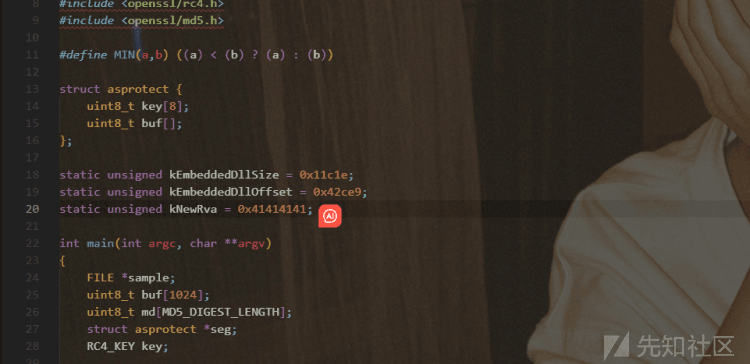 8 #include <openssl/rc4.h>
9 #include <openssl/md5.h>
10
11 #define MIN(a,b) ((a) < (b) ? (a) : (b))
12
13 struct asprotect {
14 uint8_t key[8];
15 uint8_t buf[];
16 };
17
18 static unsigned kEmbeddedDllSize = 0x11c1e;
19 static unsigned kEmbeddedDllOffset = 0x42ce9;
20 static unsigned kNewRva = 0x41414141; AI
21
22 int main(int argc, char **argv)
23 {
24 FILE *sample;
25 uint8_t buf[1024];
26 uint8_t md[MD5_DIGEST_LENGTH];
27 struct asprotect *seg;
28 RC4_KEY key;
先知社区